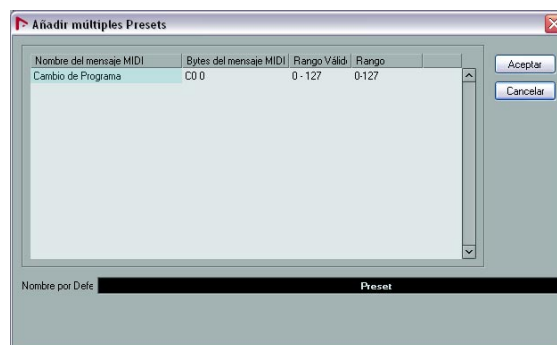 Añadir múltiples Presets
Nombre del mensaje MIDI Bytes del mensaje MIDI Rango Válid Rango
Cambio de Programa C0 0 0 - 127 0-127
Aceptar
Cancelar
Nombre por Defe Preset